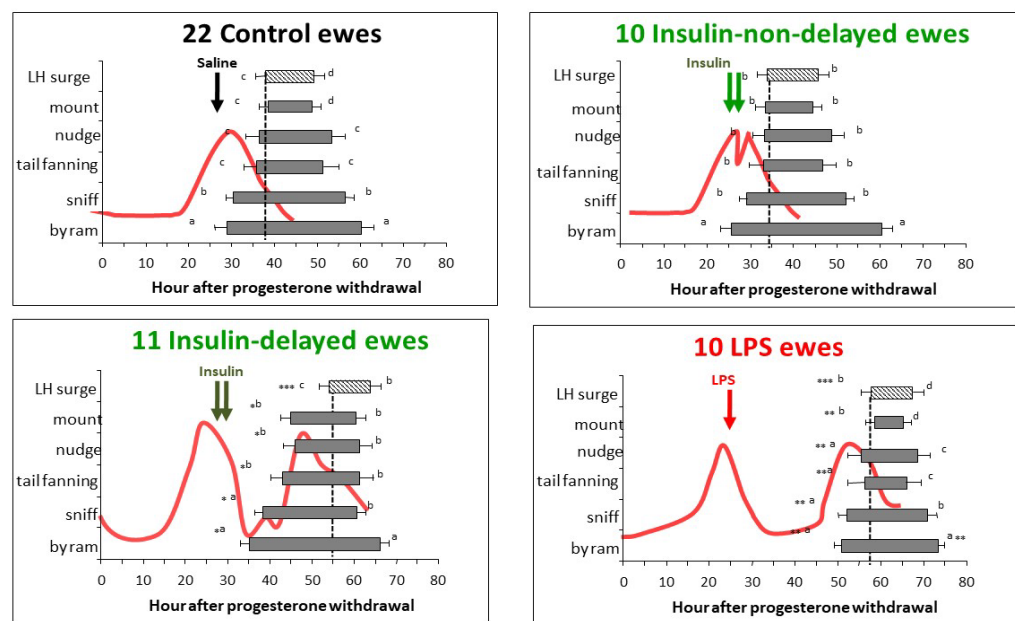 22 Control ewes
Saline
LH surge c d
mount c d
nudge c c
tail fanning c c
sniff b b
by ram a a
0 10 20 30 40 50 60 70 80
Hour after progesterone withdrawal
10 Insulin-non-delayed ewes
Insulin
LH surge b b
mount b b
nudge b b
tail fanning b b
sniff b b
by ram a a
0 10 20 30 40 50 60 70 80
Hour after progesterone withdrawal
11 Insulin-delayed ewes
Insulin
LH surge *** c b
mount *b b
nudge *b b
tail fanning *b b
sniff * a b
by ram *a a
0 10 20 30 40 50 60 70 80
Hour after progesterone withdrawal
10 LPS ewes
LPS
LH surge *** b d
mount ** b d
nudge ** a c
tail fanning **a c
sniff ** a b
by ram ** a a **
0 10 20 30 40 50 60 70 80
Hour after progesterone withdrawal